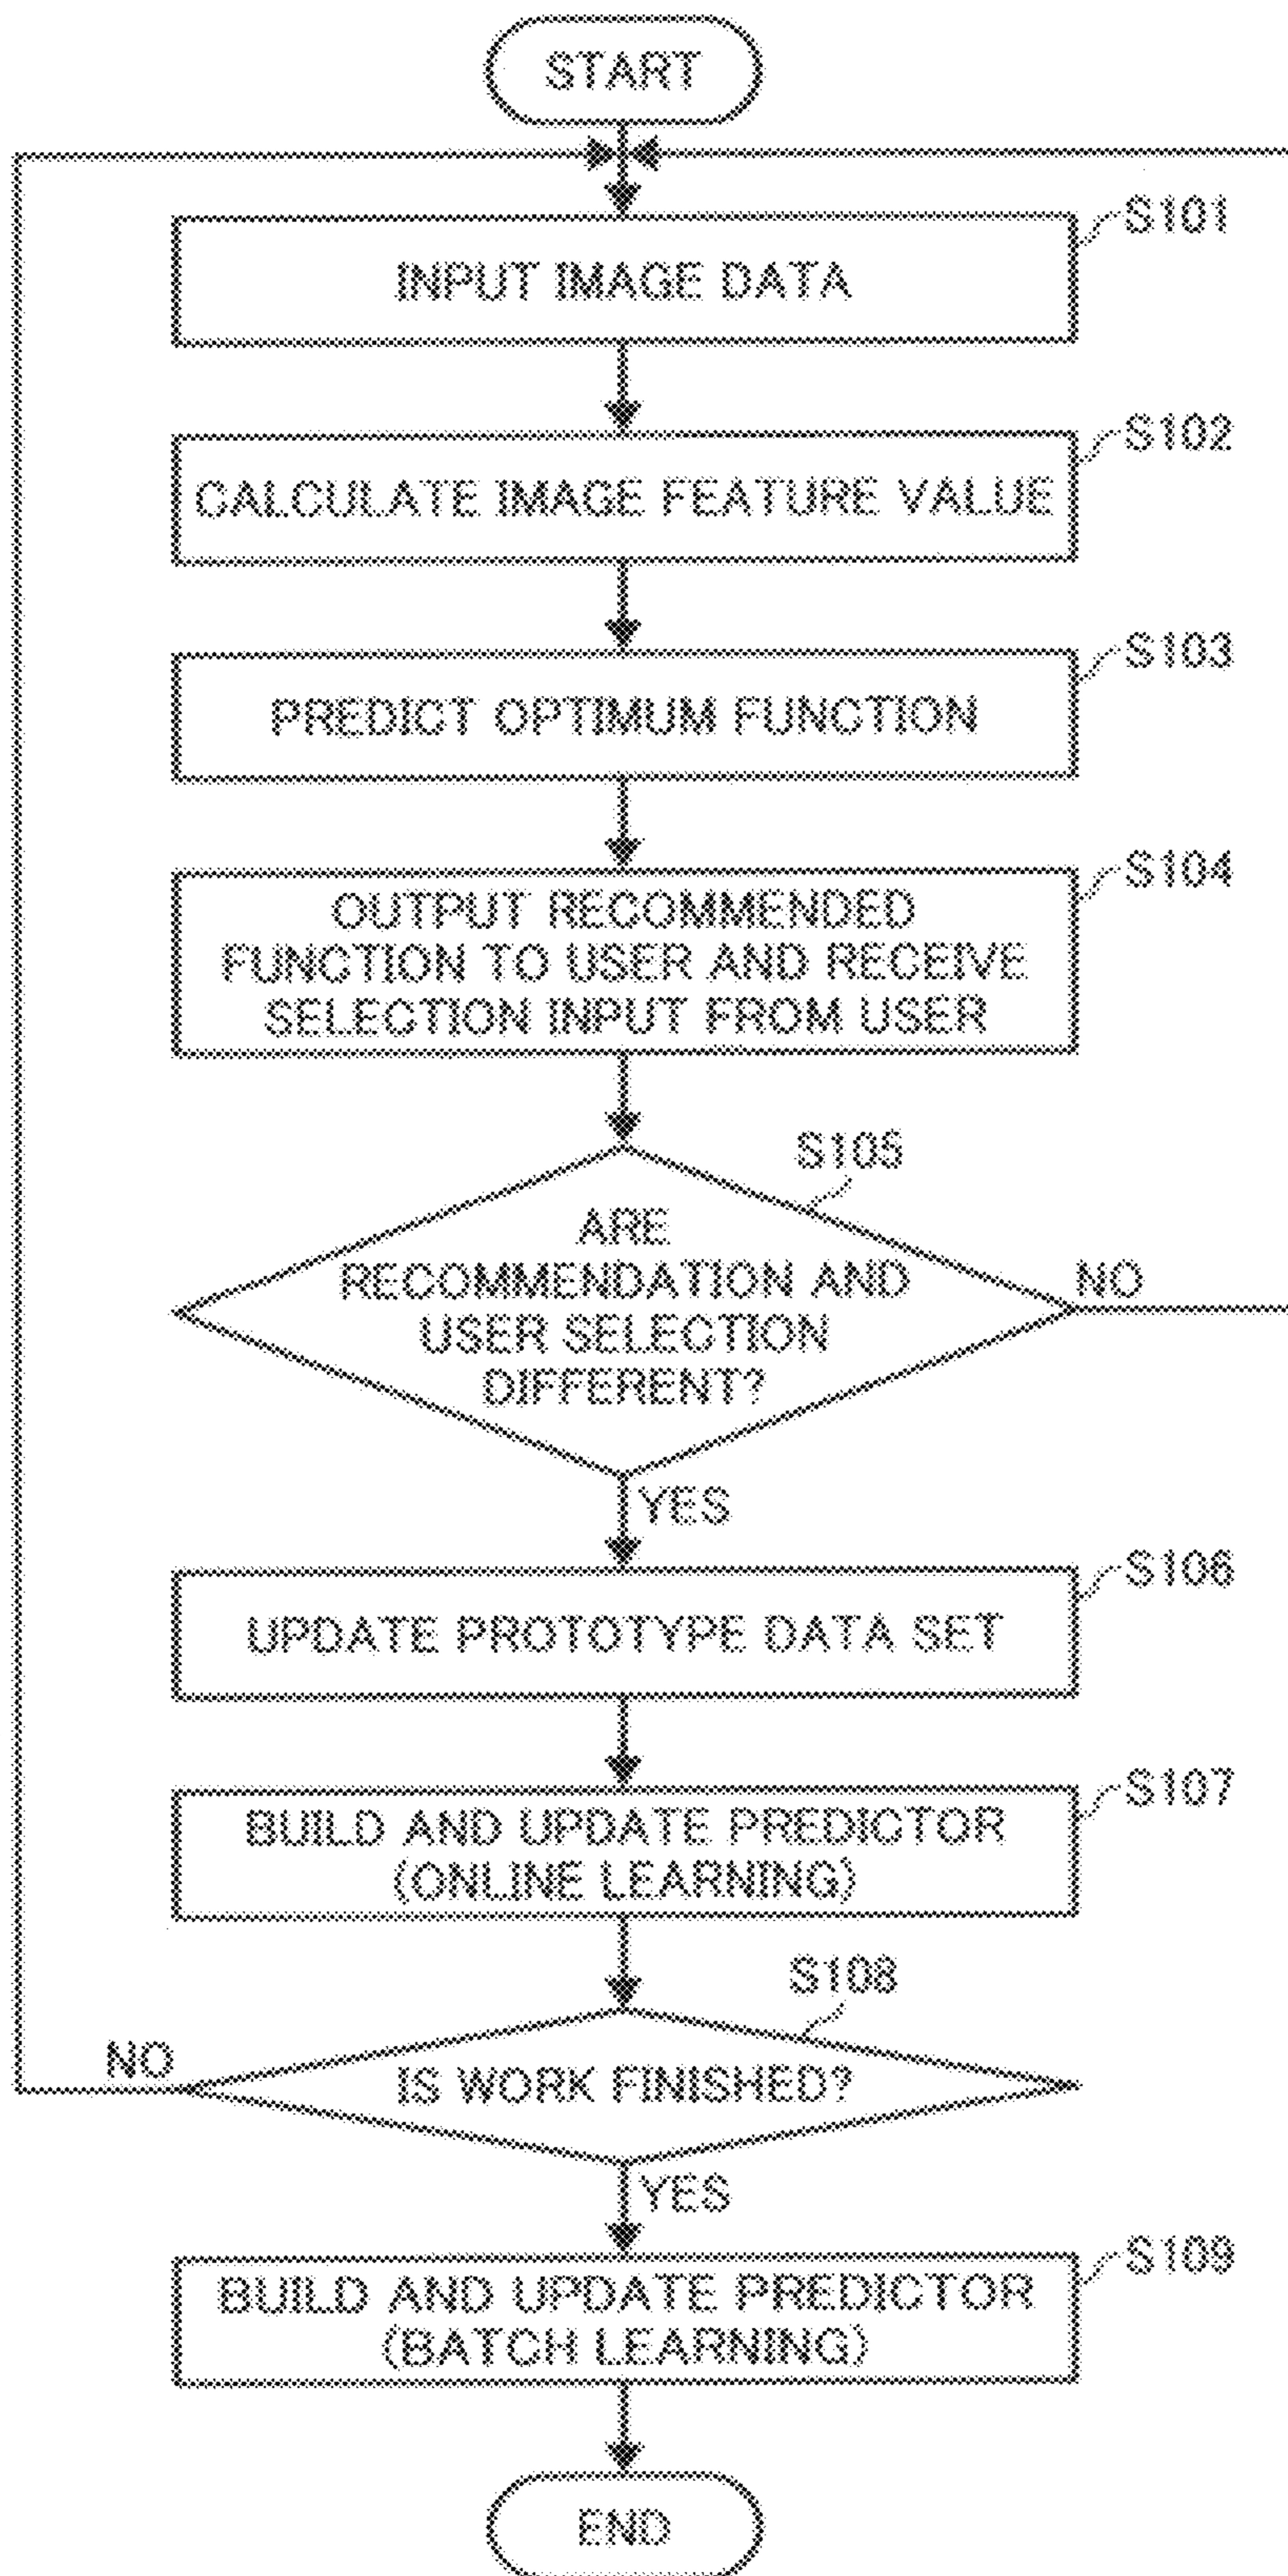 START
S101
INPUT IMAGE DATA
S102
CALCULATE IMAGE FEATURE VALUE
S103
PREDICT OPTIMUM FUNCTION
S104
OUTPUT RECOMMENDED
FUNCTION TO USER AND RECEIVE
SELECTION INPUT FROM USER
S105
ARE
RECOMMENDATION AND
USER SELECTION
DIFFERENT?
NO
YES
S106
UPDATE PROTOTYPE DATA SET
S107
BUILD AND UPDATE PREDICTOR
(ONLINE LEARNING)
S108
NO
IS WORK FINISHED?
YES
S109
BUILD AND UPDATE PREDICTOR
(BATCH LEARNING)
END